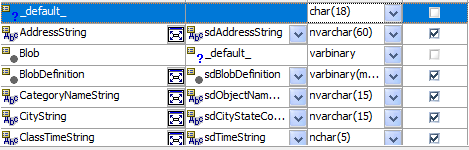 _default_ char(18)
AddressString sdAddressString nvarchar(60)
Blob _default_ varbinary
BlobDefinition sdBlobDefinition varbinary(m...
CategoryNameString sdObjectNam... nvarchar(15)
CityString sdCityStateCo... nvarchar(15)
ClassTimeString sdTimeString nchar(5)